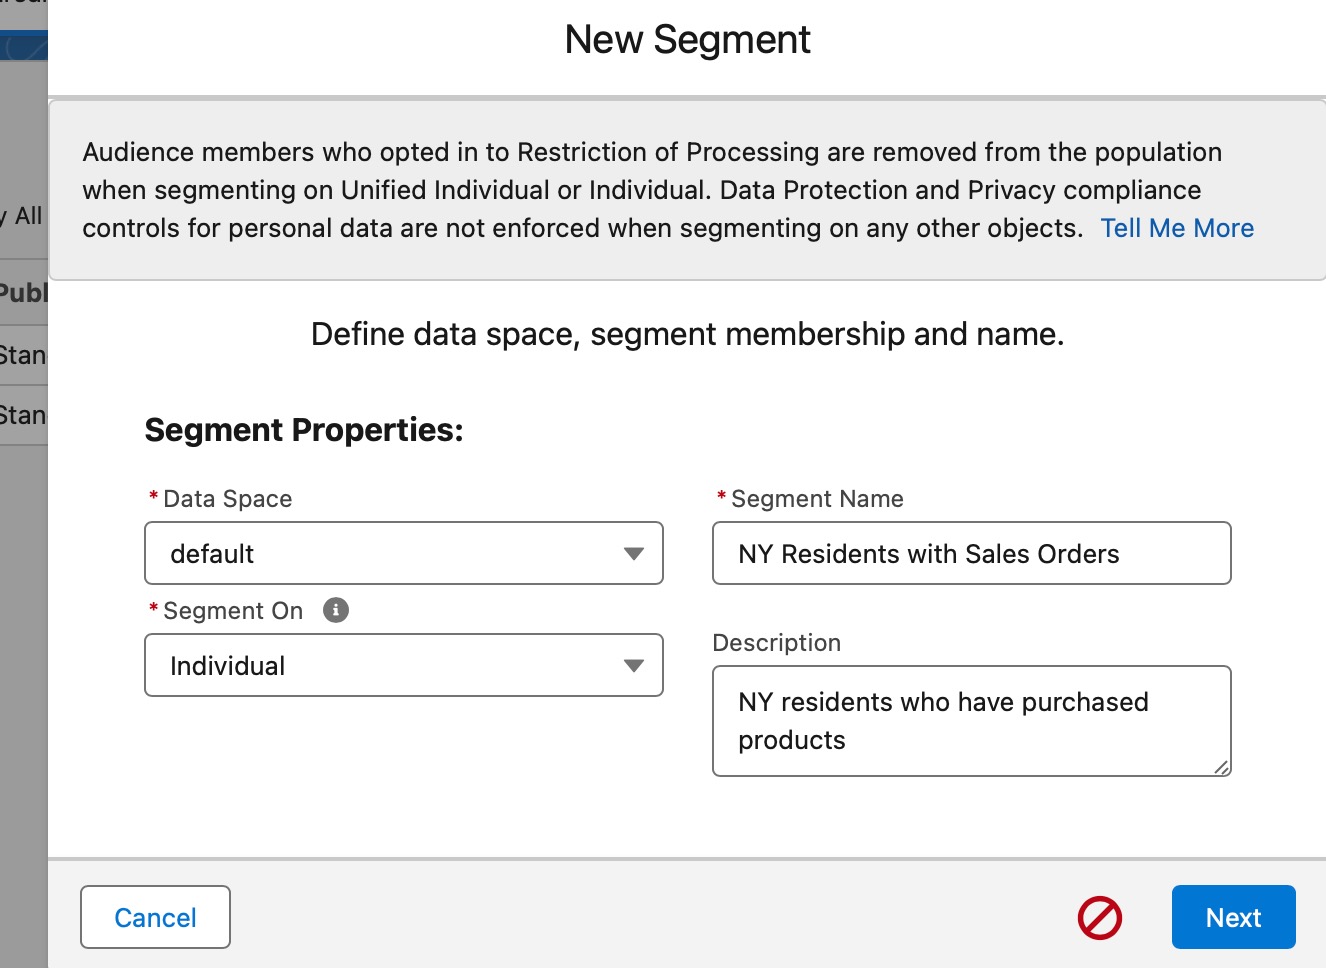 New Segment
Audience members who opted in to Restriction of Processing are removed from the population
when segmenting on Unified Individual or Individual. Data Protection and Privacy compliance
controls for personal data are not enforced when segmenting on any other objects. Tell Me More
y All
Publ
Stan
Stan
Define data space, segment membership and name.
Segment Properties:
* Data Space
default
* Segment On
Individual
* Segment Name
NY Residents with Sales Orders
Description
NY residents who have purchased
products
Cancel
Next